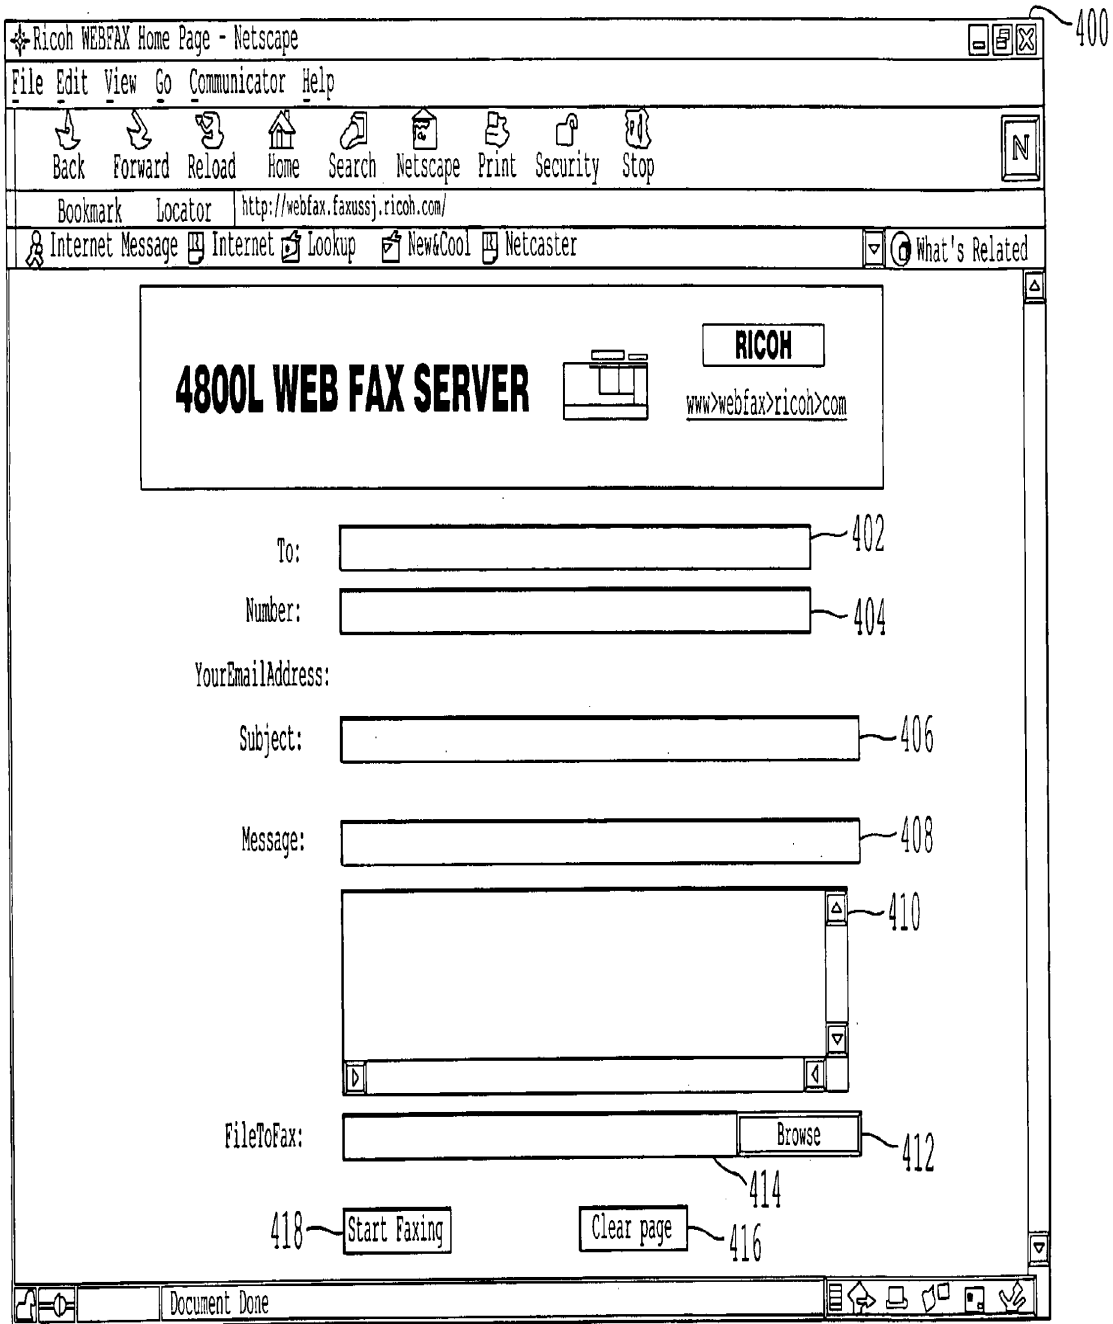 400
Ricoh WEBFAX Home Page - Netscape
File Edit View Go Communicator Help
Back Forward Reload Home Search Netscape Print Security Stop
N
Bookmark Locator http://webfax.faxussj.ricoh.com/
Internet Message Internet Lookup New&Cool Netcaster What's Related
4800L WEB FAX SERVER
RICOH
www>webfax>ricoh>com
To: 402
Number: 404
YourEmailAddress:
Subject: 406
Message: 408
410
FileToFax: Browse 412
414
418 Start Faxing Clear page 416
Document Done